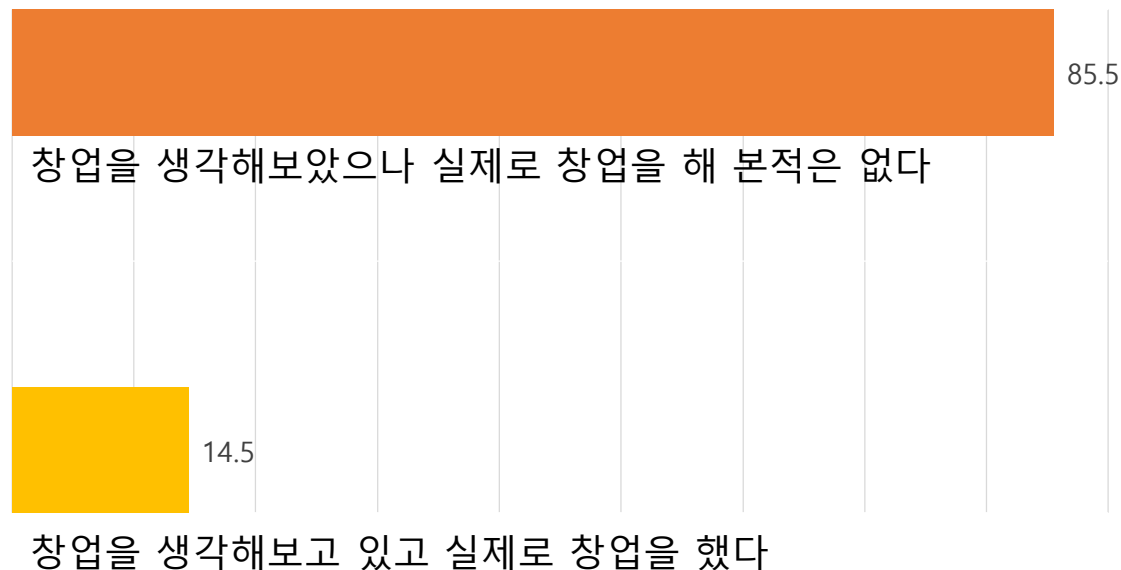 85.5
창업을 생각해보았으나 실제로 창업을 해 본적은 없다
14.5
창업을 생각해보고 있고 실제로 창업을 했다